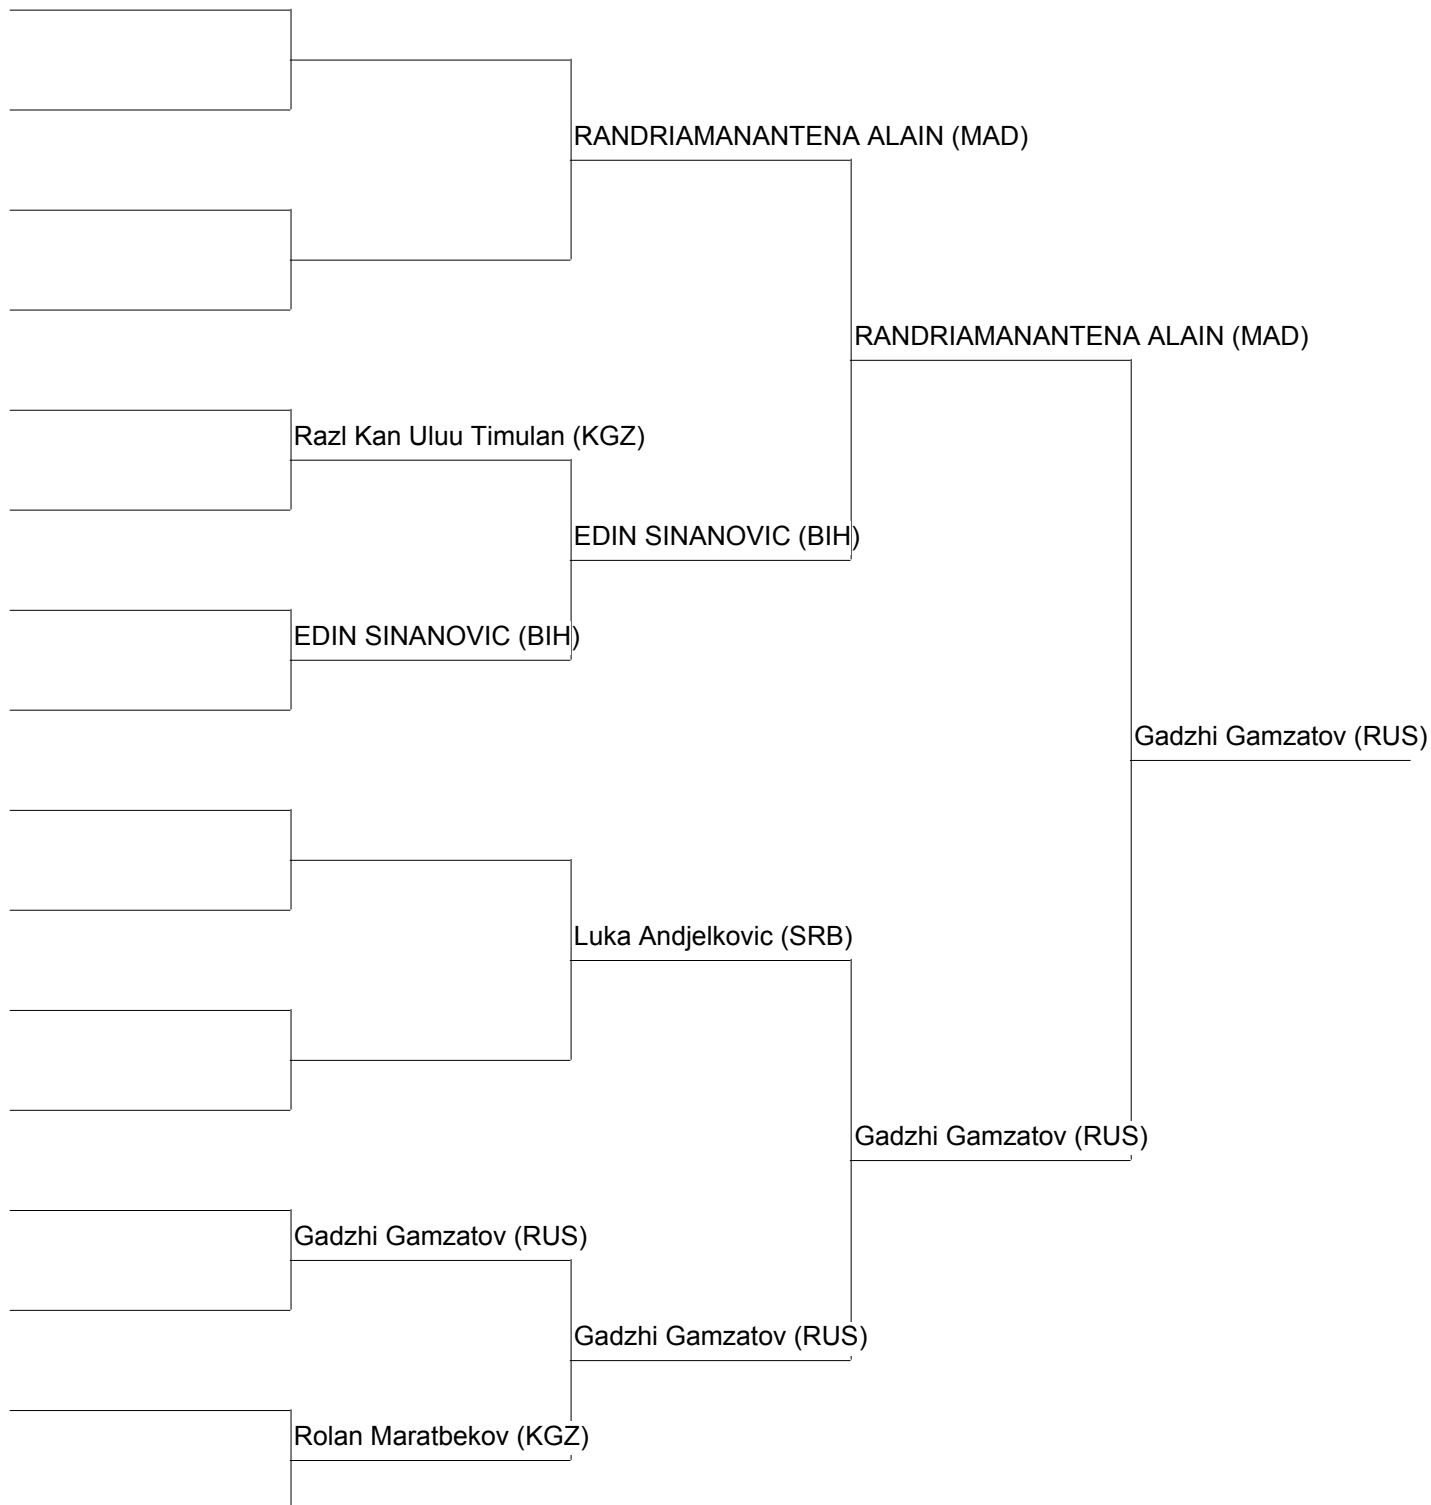 RANDRIAMANANTENA ALAIN (MAD)
RANDRIAMANANTENA ALAIN (MAD)
Razl Kan Uluu Timulan (KGZ)
EDIN SINANOVIC (BIH)
EDIN SINANOVIC (BIH)
Gadzhi Gamzatov (RUS)
Luka Andjelkovic (SRB)
Gadzhi Gamzatov (RUS)
Gadzhi Gamzatov (RUS)
Gadzhi Gamzatov (RUS)
Rolan Maratbekov (KGZ)